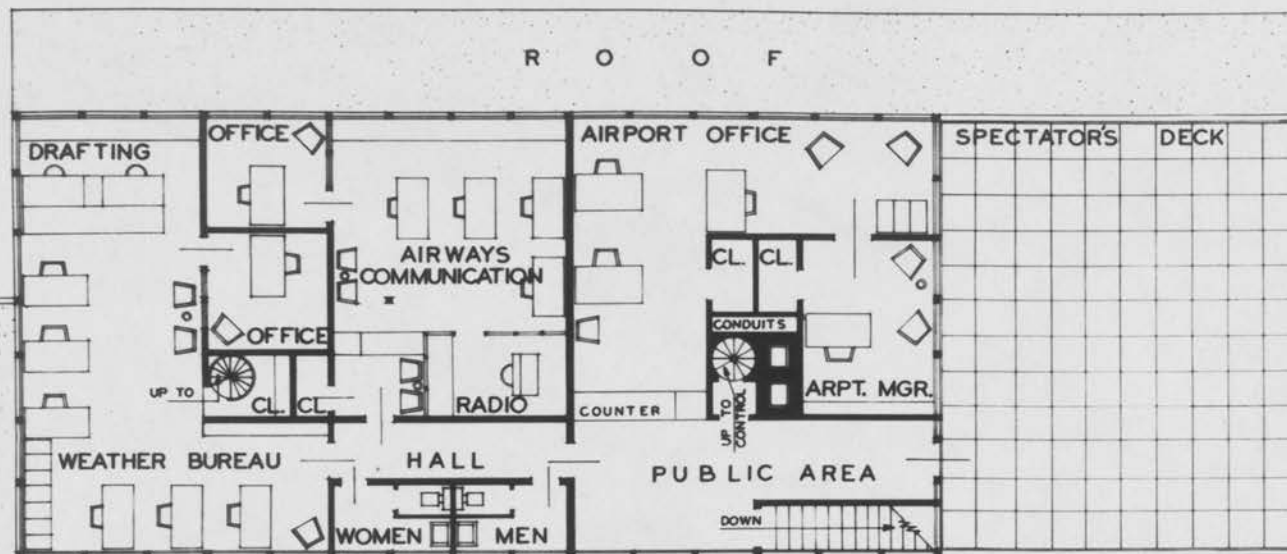 ROOF
OFFICE
AIRPORT OFFICE
SPECTATOR'S DECK
DRAFTING
AIRWAYS
COMMUNICATION
CL.
CL.
OFFICE
CONDUITS
UP TO
CL.
CL.
RADIO
COUNTER
UP TO
CONTROL
ARPT. MGR.
WEATHER BUREAU
HALL
PUBLIC AREA
WOMEN
MEN
DOWN